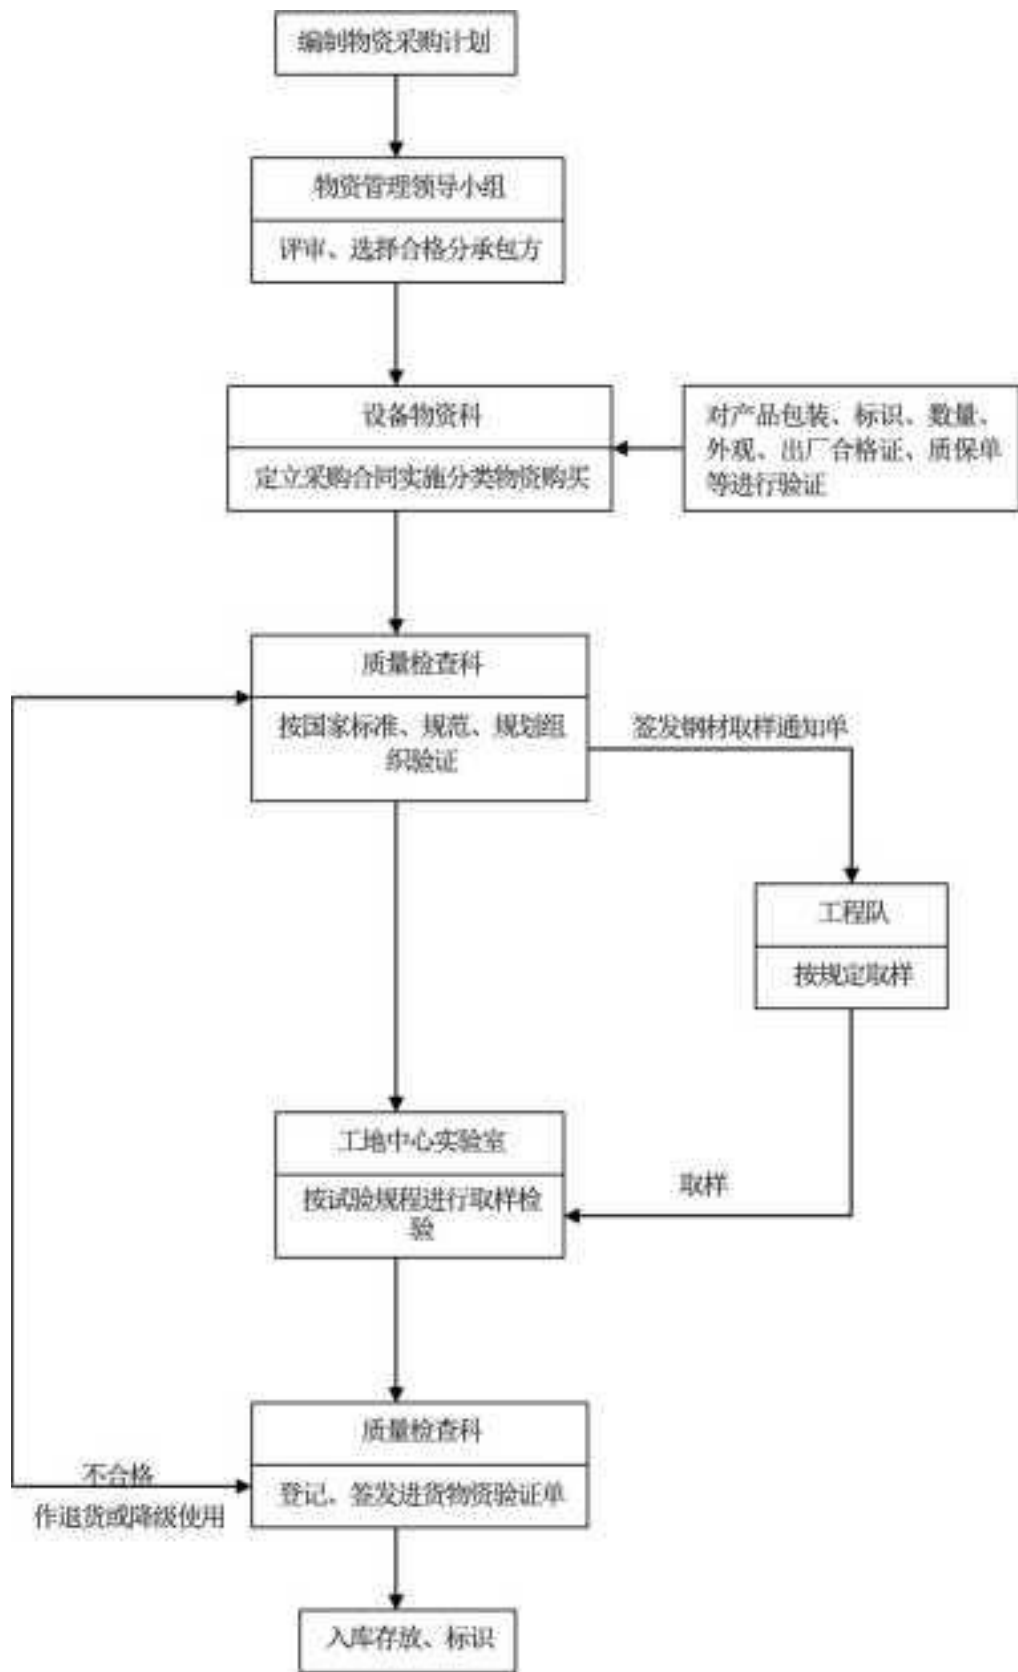 编制物资采购计划
物资管理领导小组
评审、选择合格分承包方
设备物资科
定立采购合同实施分类物资购买
对产品包装、标识、数量、
外观、出厂合格证、质保单
等进行验证
质量检查科
按国家标准、规范、规划组
织验证
签发钢材取样通知单
工程队
按规定取样
工地中心实验室
按试验规程进行取样检
验
取样
质量检查科
登记、签发进货物资验证单
不合格
作退货或降级使用
入库存放、标识